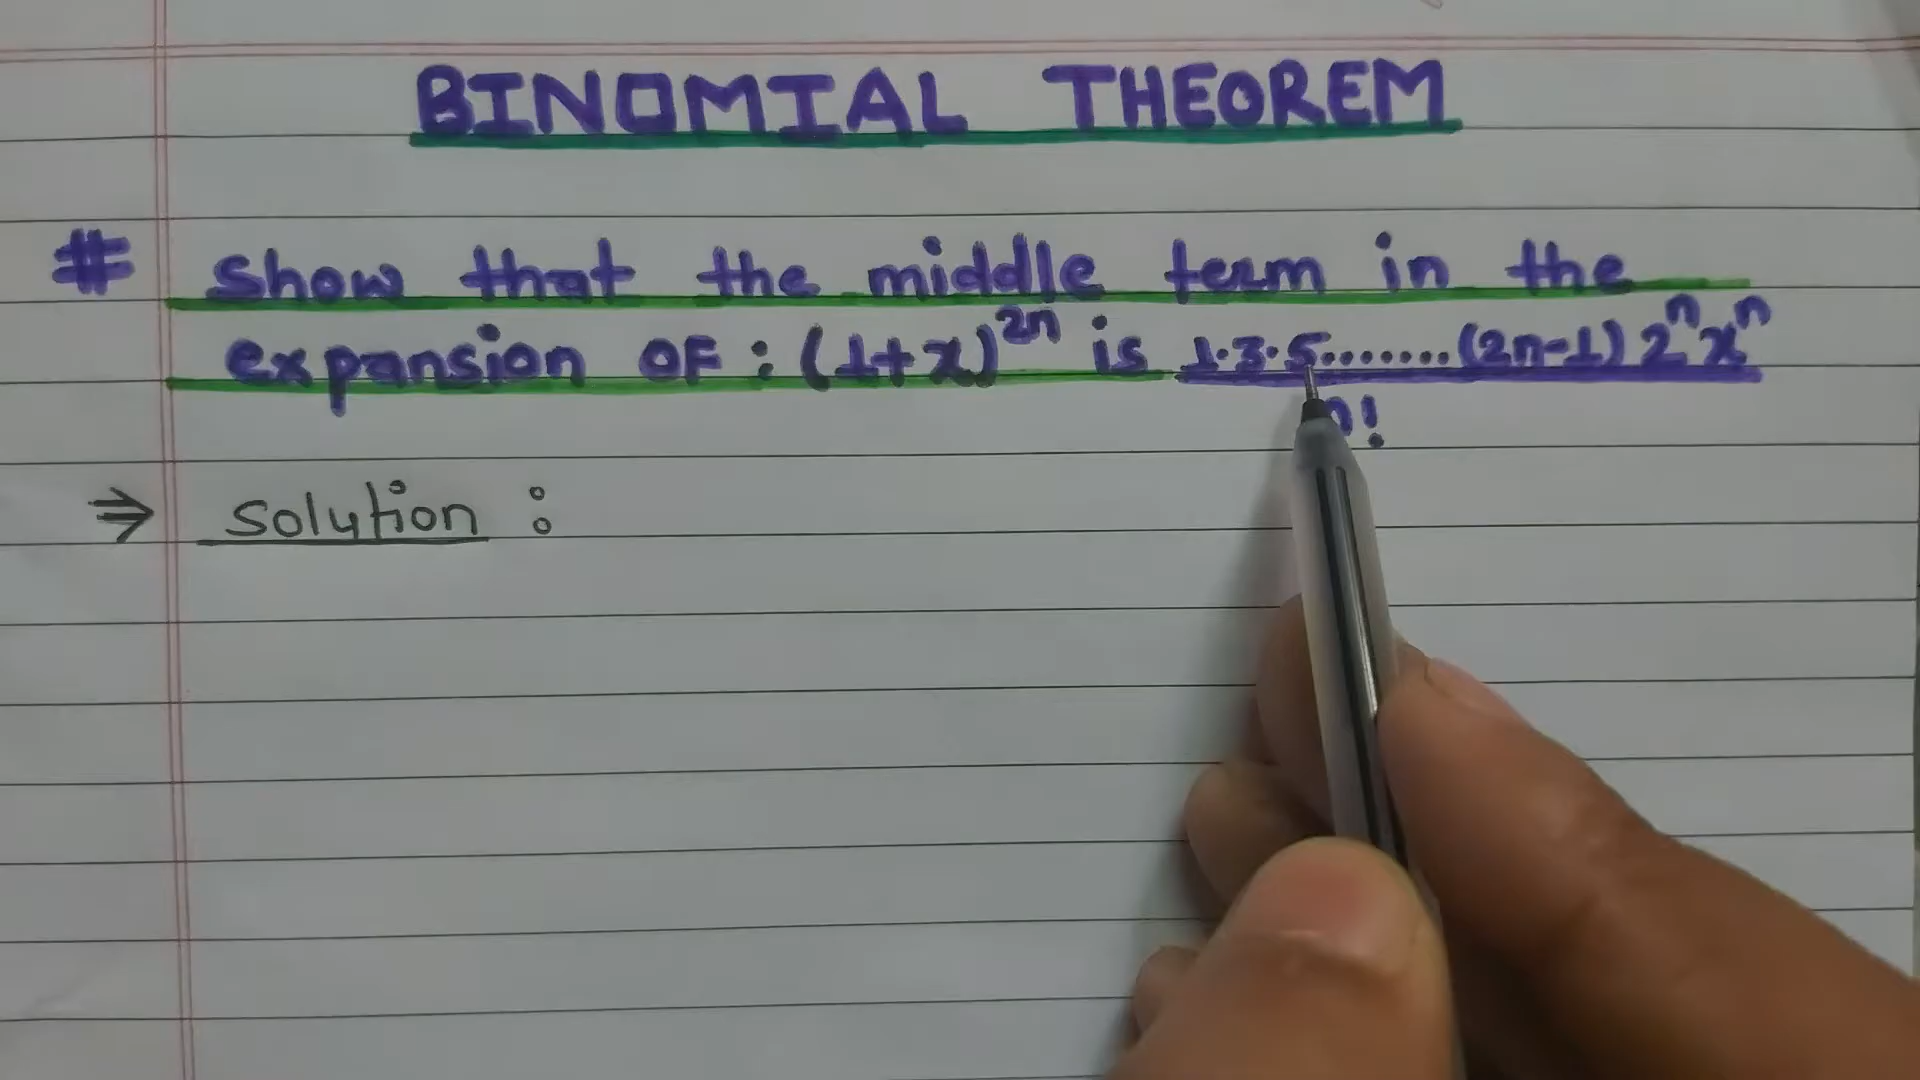 BINOMIAL THEOREM
# Show that the middle term in the
expansion OF : (1+x)^2n is 1·3·5.......(2n-1) 2^n x^n
n!
⇒ Solution :